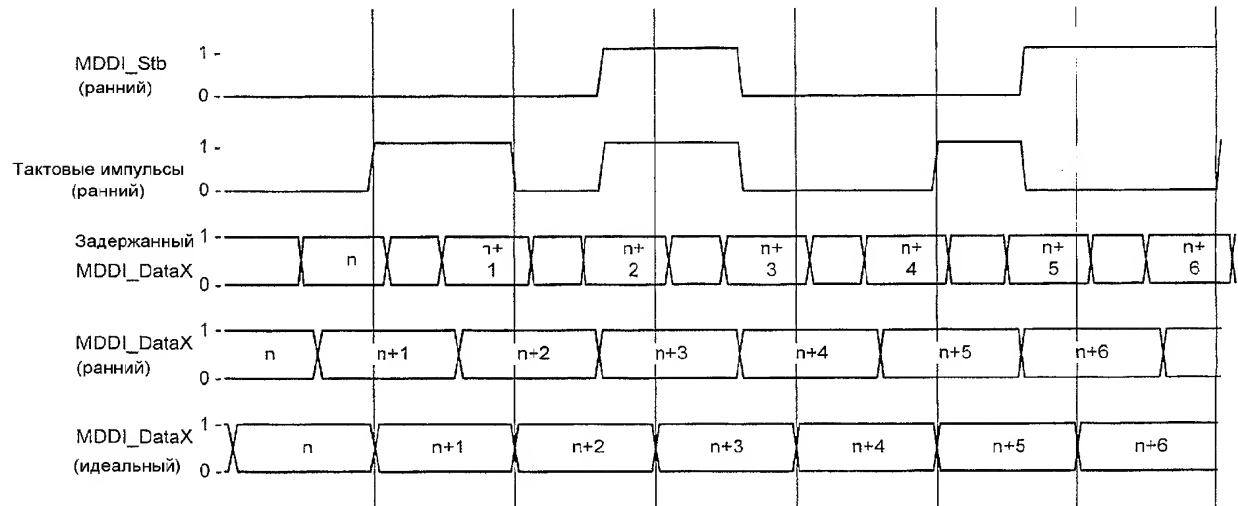 MDDI_Stb
(ранний)
1 -
0 -
Тактовые импульсы
(ранний)
1 -
0 -
Задержанный
MDDI_DataX
1 -
0 -
n
n+
1
n+
2
n+
3
n+
4
n+
5
n+
6
MDDI_DataX
(ранний)
1 -
0 -
n
n+1
n+2
n+3
n+4
n+5
n+6
MDDI_DataX
(идеальный)
1 -
0 -
n
n+1
n+2
n+3
n+4
n+5
n+6